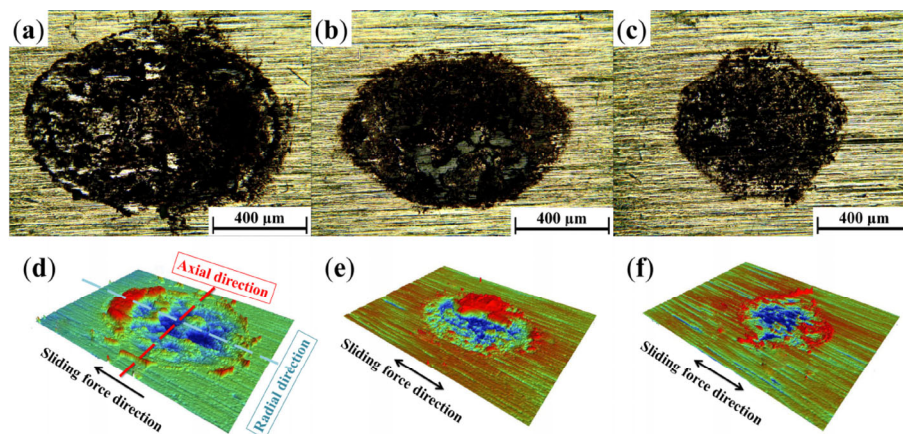 (a)
(b)
(c)
400 µm
400 µm
400 µm
(d)
(e)
(f)
Axial direction
Radial direction
Sliding force direction
Sliding force direction
Sliding force direction